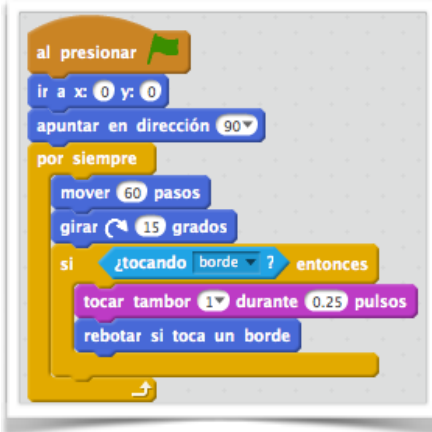 al presionar
ir a x: 0 y: 0
apuntar en dirección 90
por siempre
mover 60 pasos
girar 15 grados
si ¿tocando borde ? entonces
tocar tambor 1 durante 0.25 pulsos
rebotar si toca un borde